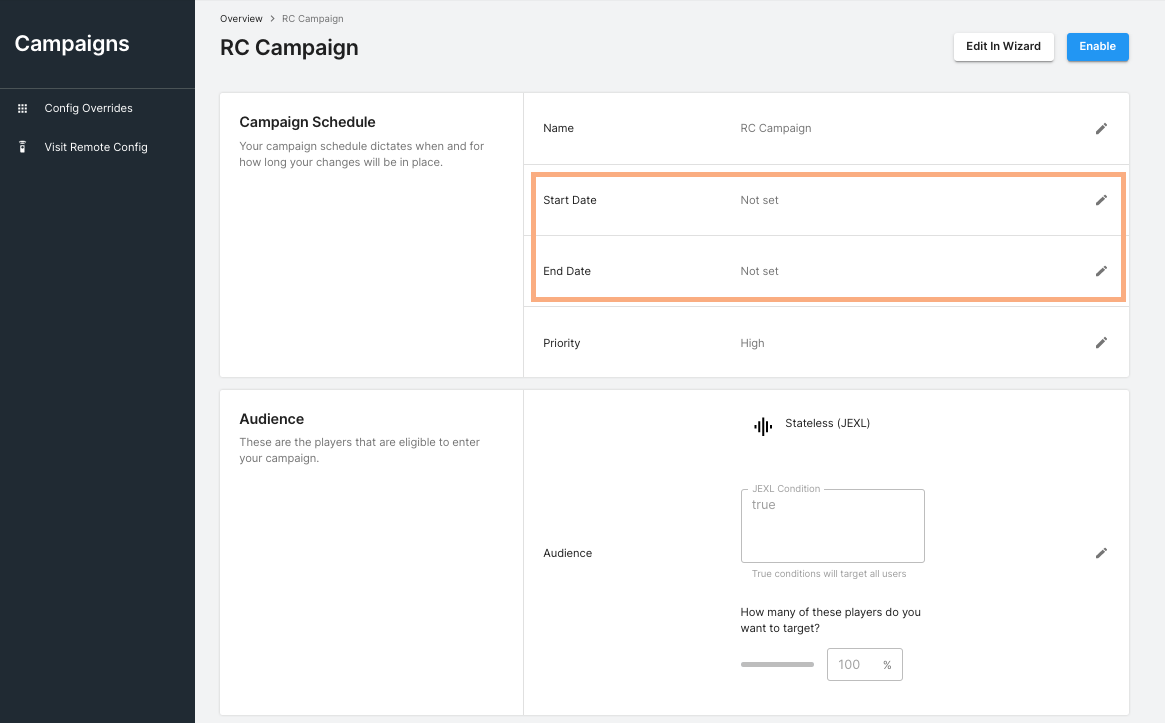 Campaigns
Config Overrides
Visit Remote Config
Overview > RC Campaign
RC Campaign
Edit In Wizard
Enable
Campaign Schedule
Your campaign schedule dictates when and for
how long your changes will be in place.
Name
RC Campaign
Start Date
Not set
End Date
Not set
Priority
High
Audience
These are the players that are eligible to enter
your campaign.
Stateless (JEXL)
Audience
JEXL Condition
true
True conditions will target all users
How many of these players do you
want to target?
100 %